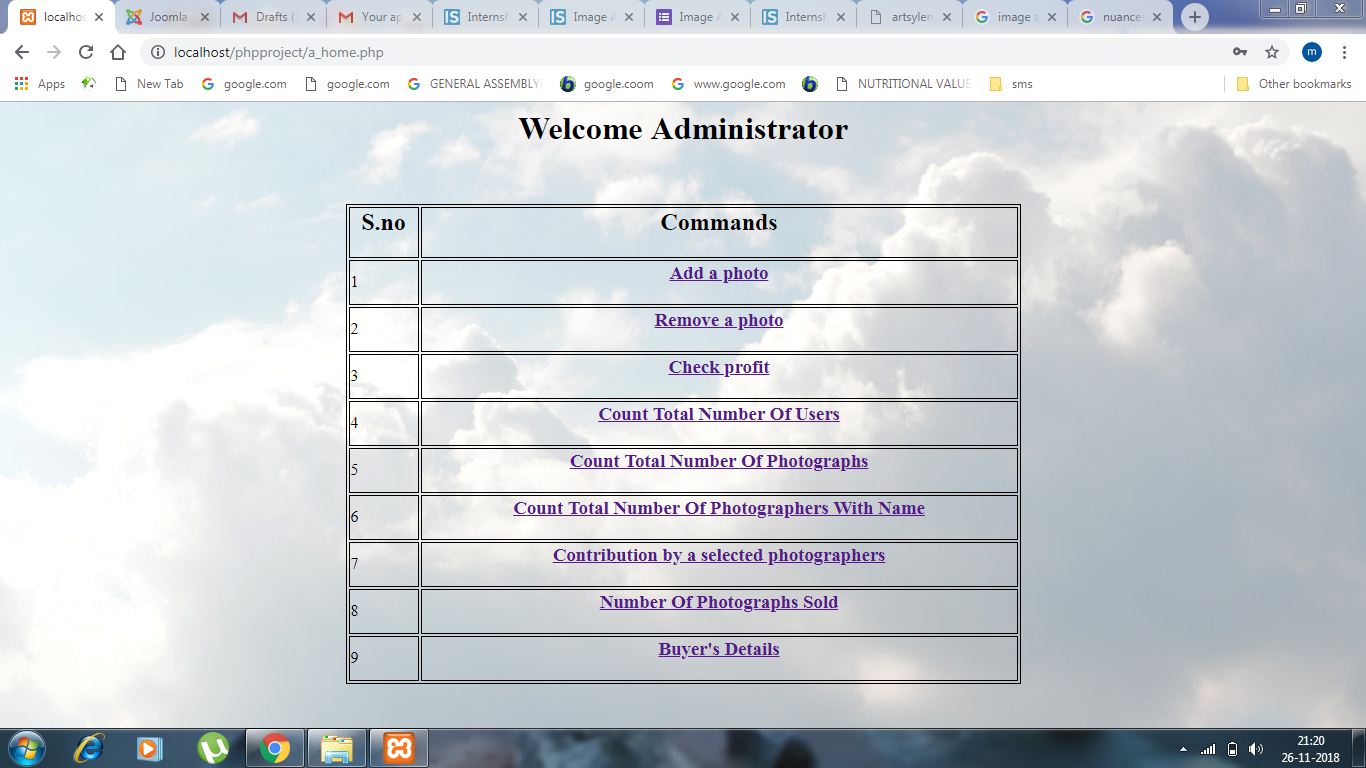 localhos
Joomla
Drafts (
Your ap
Internsh
Image A
Image A
Internsh
artsylen
image a
nuances
localhost/phpproject/a_home.php
m
Apps
New Tab
google.com
google.com
GENERAL ASSEMBLY
google.coom
www.google.com
NUTRITIONAL VALUE
sms
Other bookmarks
Welcome Administrator
S.no Commands
1 Add a photo
2 Remove a photo
3 Check profit
4 Count Total Number Of Users
5 Count Total Number Of Photographs
6 Count Total Number Of Photographers With Name
7 Contribution by a selected photographers
8 Number Of Photographs Sold
9 Buyer's Details
21:20
26-11-2018